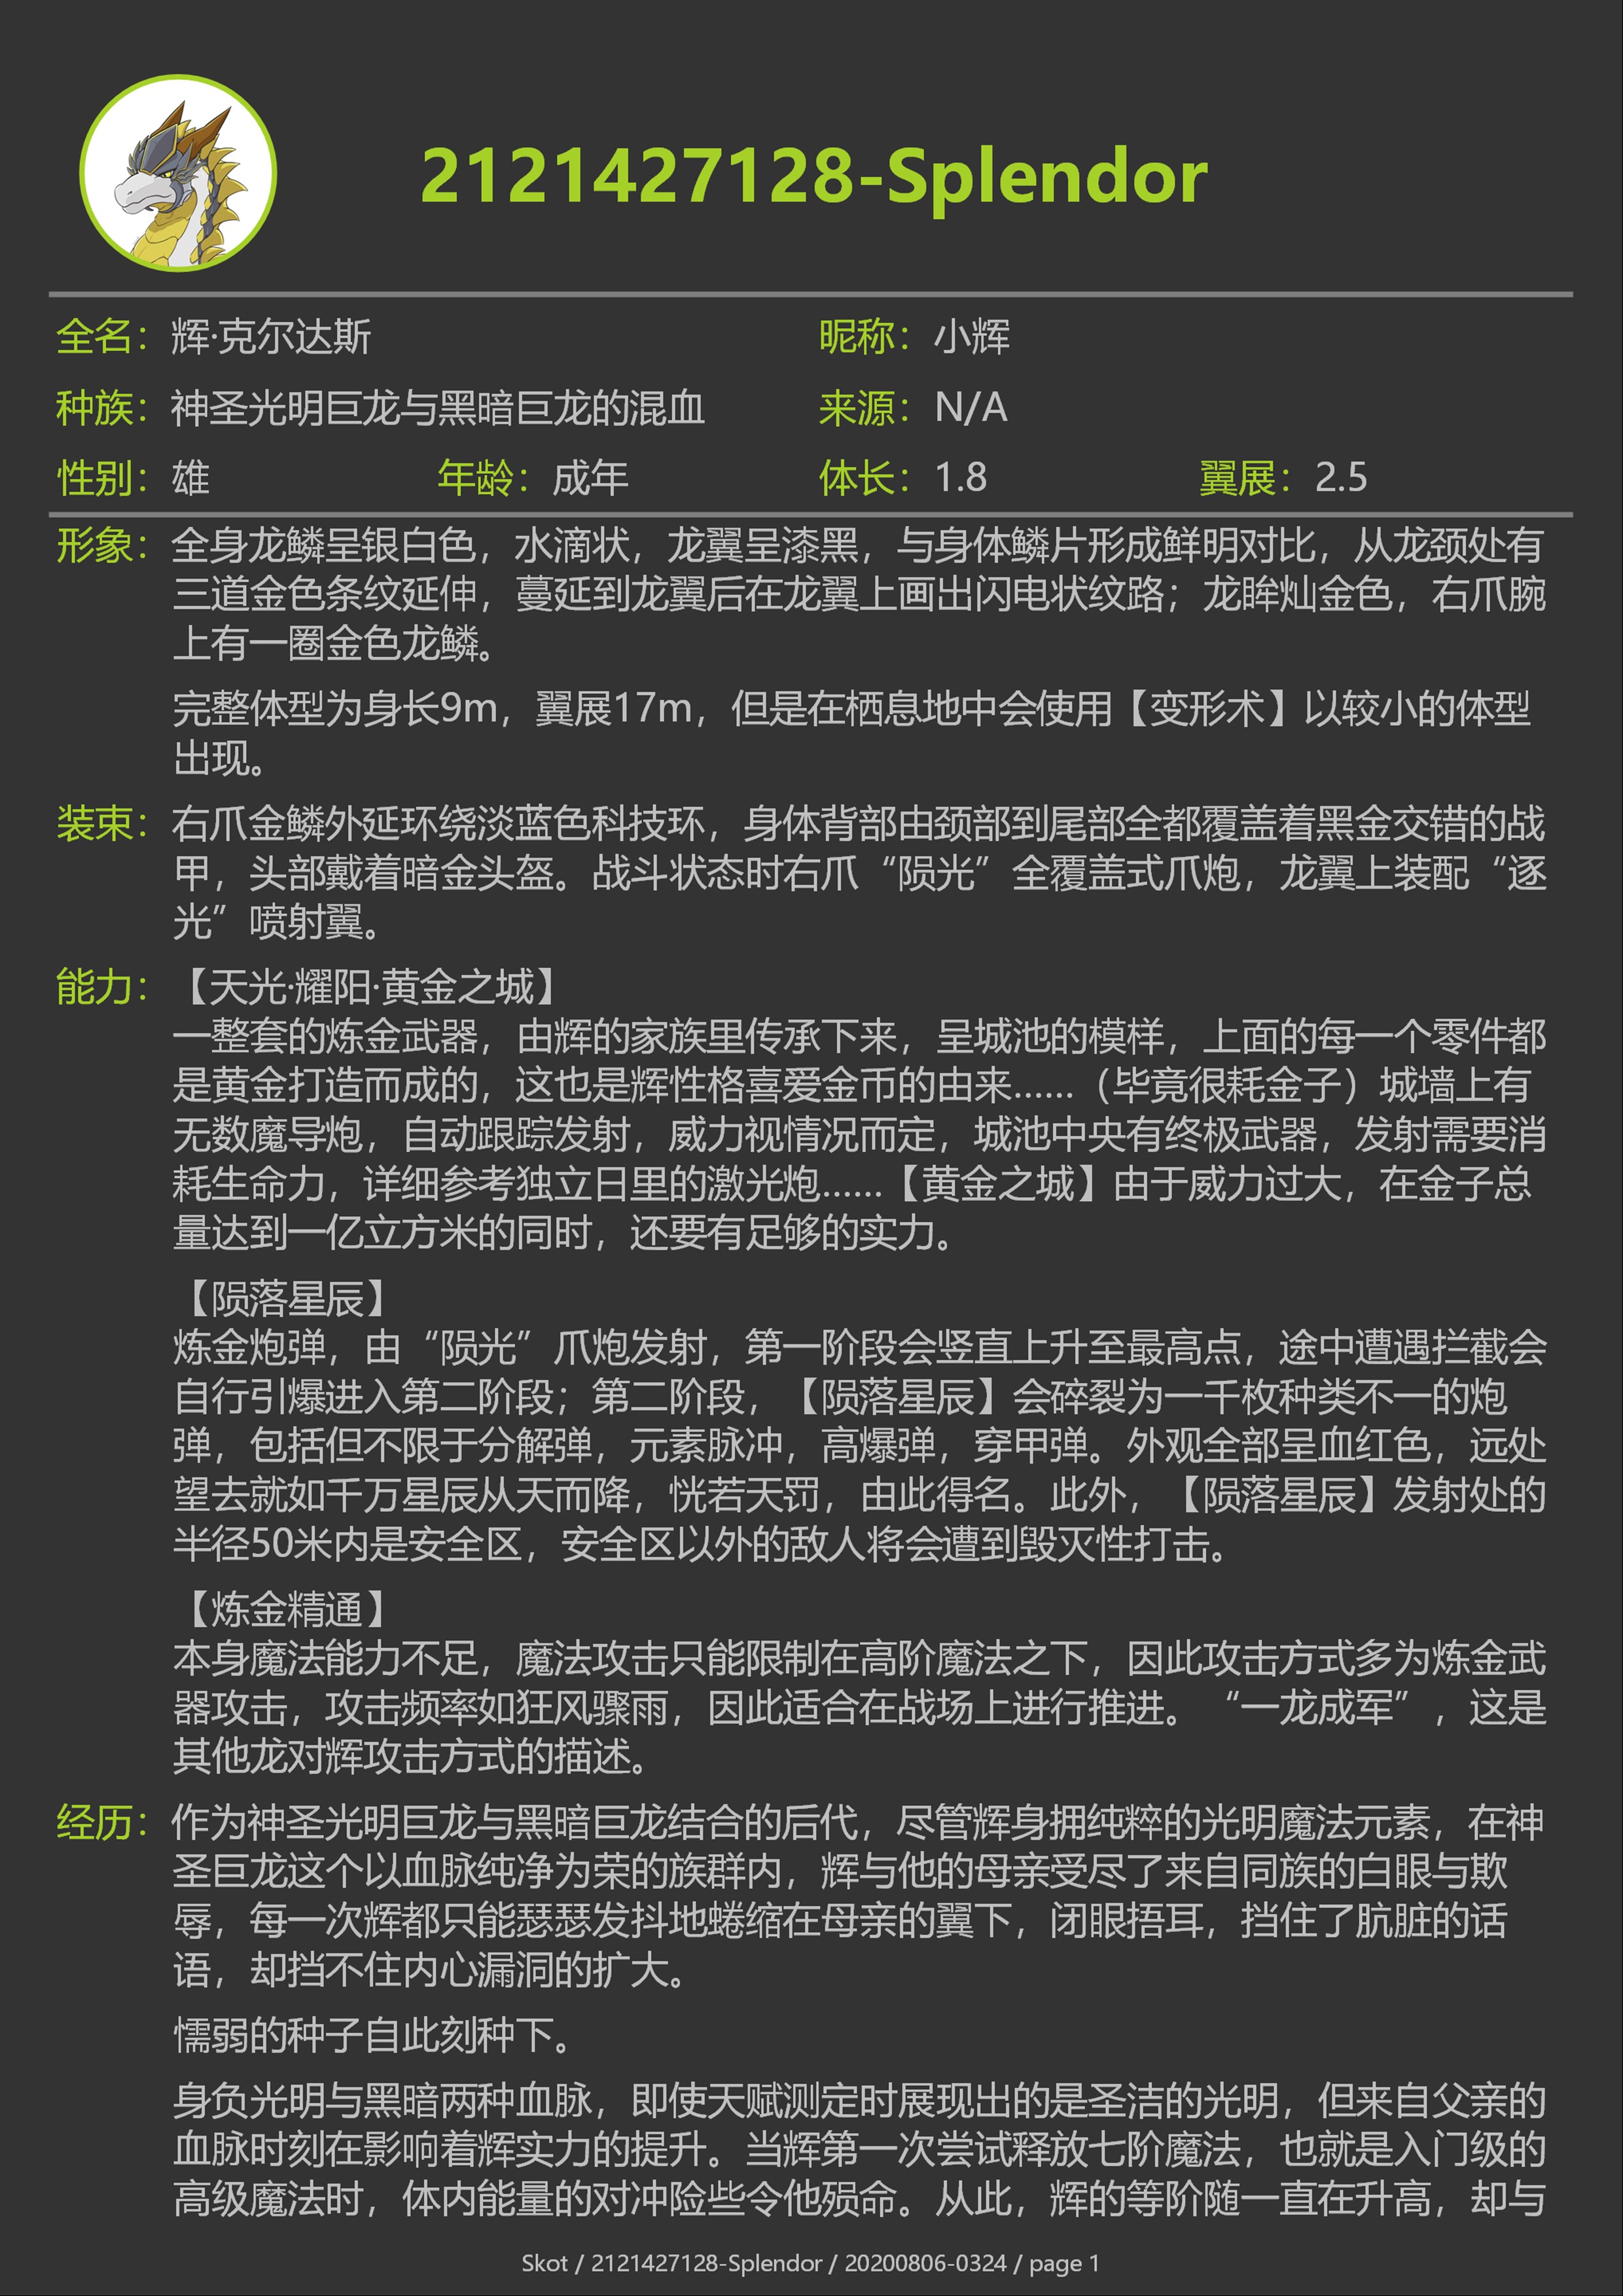 2121427128-Splendor
全名：辉·克尔达斯 昵称：小辉
种族：神圣光明巨龙与黑暗巨龙的混血 来源：N/A
性别：雄 年龄：成年 体长：1.8 翼展：2.5
形象：全身龙鳞呈银白色，水滴状，龙翼呈漆黑，与身体鳞片形成鲜明对比，从龙颈处有
三道金色条纹延伸，蔓延到龙翼后在龙翼上画出闪电状纹路；龙眸灿金色，右爪腕
上有一圈金色龙鳞。
完整体型为身长9m，翼展17m，但是在栖息地中会使用【变形术】以较小的体型
出现。
装束：右爪金鳞外延环绕淡蓝色科技环，身体背部由颈部到尾部全都覆盖着黑金交错的战
甲，头部戴着暗金头盔。战斗状态时右爪“陨光”全覆盖式爪炮，龙翼上装配“逐
光”喷射翼。
能力：【天光·耀阳·黄金之城】
一整套的炼金武器，由辉的家族里传承下来，呈城池的模样，上面的每一个零件都
是黄金打造而成的，这也是辉性格喜爱金币的由来……（毕竟很耗金子）城墙上有
无数魔导炮，自动跟踪发射，威力视情况而定，城池中央有终极武器，发射需要消
耗生命力，详细参考独立日里的激光炮……【黄金之城】由于威力过大，在金子总
量达到一亿立方米的同时，还要有足够的实力。
【陨落星辰】
炼金炮弹，由“陨光”爪炮发射，第一阶段会竖直上升至最高点，途中遭遇拦截会
自行引爆进入第二阶段；第二阶段，【陨落星辰】会碎裂为一千枚种类不一的炮
弹，包括但不限于分解弹，元素脉冲，高爆弹，穿甲弹。外观全部呈血红色，远处
望去就如千万星辰从天而降，恍若天罚，由此得名。此外，【陨落星辰】发射处的
半径50米内是安全区，安全区以外的敌人将会遭到毁灭性打击。
【炼金精通】
本身魔法能力不足，魔法攻击只能限制在高阶魔法之下，因此攻击方式多为炼金武
器攻击，攻击频率如狂风骤雨，因此适合在战场上进行推进。“一龙成军”，这是
其他龙对辉攻击方式的描述。
经历：作为神圣光明巨龙与黑暗巨龙结合的后代，尽管辉身拥纯粹的光明魔法元素，在神
圣巨龙这个以血脉纯净为荣的族群内，辉与他的母亲受尽了来自同族的白眼与欺
辱，每一次辉都只能瑟瑟发抖地蜷缩在母亲的翼下，闭眼捂耳，挡住了肮脏的话
语，却挡不住内心漏洞的扩大。
懦弱的种子自此刻种下。
身负光明与黑暗两种血脉，即使天赋测定时展现出的是圣洁的光明，但来自父亲的
血脉时刻在影响着辉实力的提升。当辉第一次尝试释放七阶魔法，也就是入门级的
高级魔法时，体内能量的对冲险些令他殒命。从此，辉的等阶随一直在升高，却与
Skot / 2121427128-Splendor / 20200806-0324 / page 1